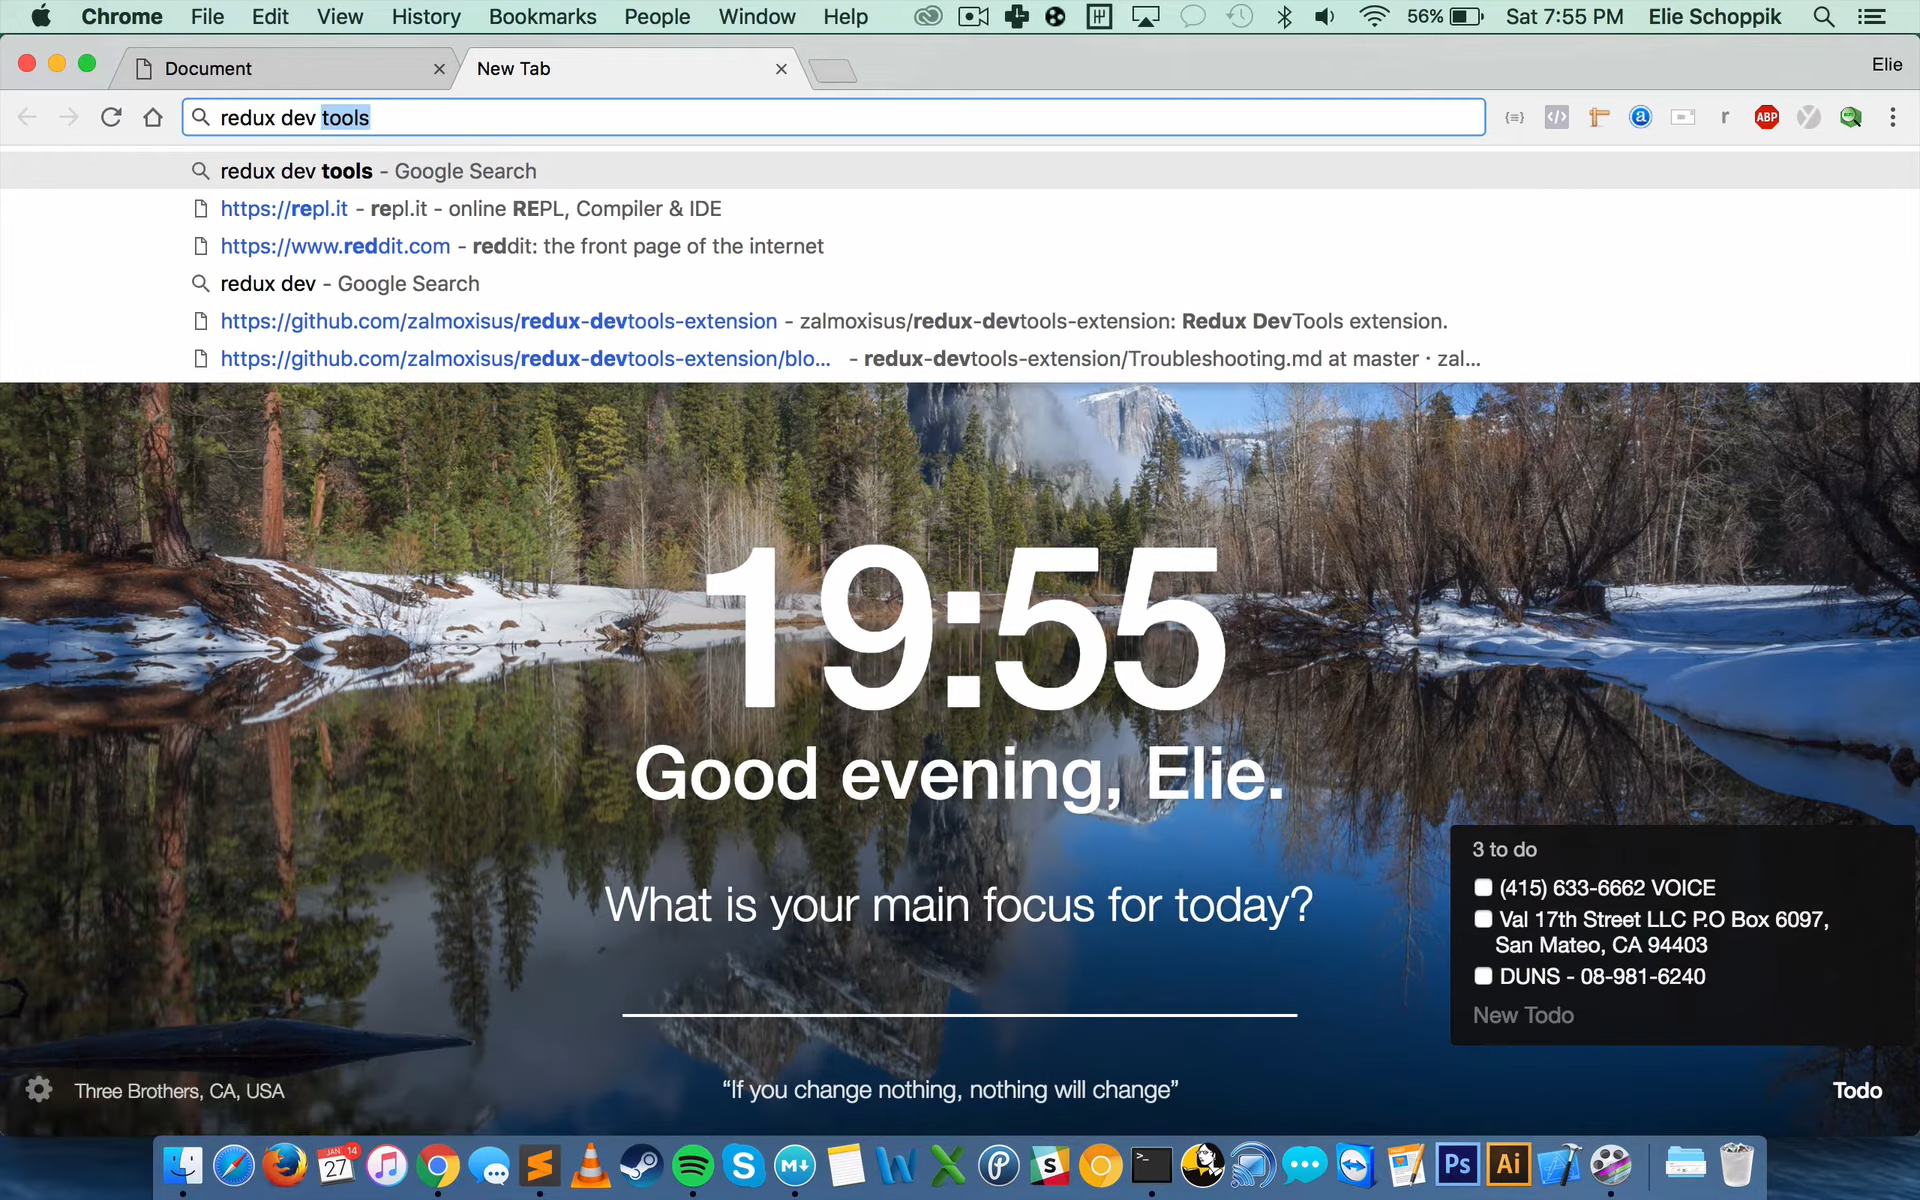 Chrome File Edit View History Bookmarks People Window Help 56% Sat 7:55 PM Elie Schoppik
Document New Tab Elie
redux dev tools
{≡} </> a r ABP
redux dev tools - Google Search
https://repl.it - repl.it - online REPL, Compiler & IDE
https://www.reddit.com - reddit: the front page of the internet
redux dev - Google Search
https://github.com/zalmoxisus/redux-devtools-extension - zalmoxisus/redux-devtools-extension: Redux DevTools extension.
https://github.com/zalmoxisus/redux-devtools-extension/blo... - redux-devtools-extension/Troubleshooting.md at master · zal...
19:55
Good evening, Elie.
What is your main focus for today?
3 to do
(415) 633-6662 VOICE
Val 17th Street LLC P.O Box 6097,
San Mateo, CA 94403
DUNS - 08-981-6240
New Todo
Three Brothers, CA, USA
“If you change nothing, nothing will change”
Todo
JAN 27 14 Ps Ai